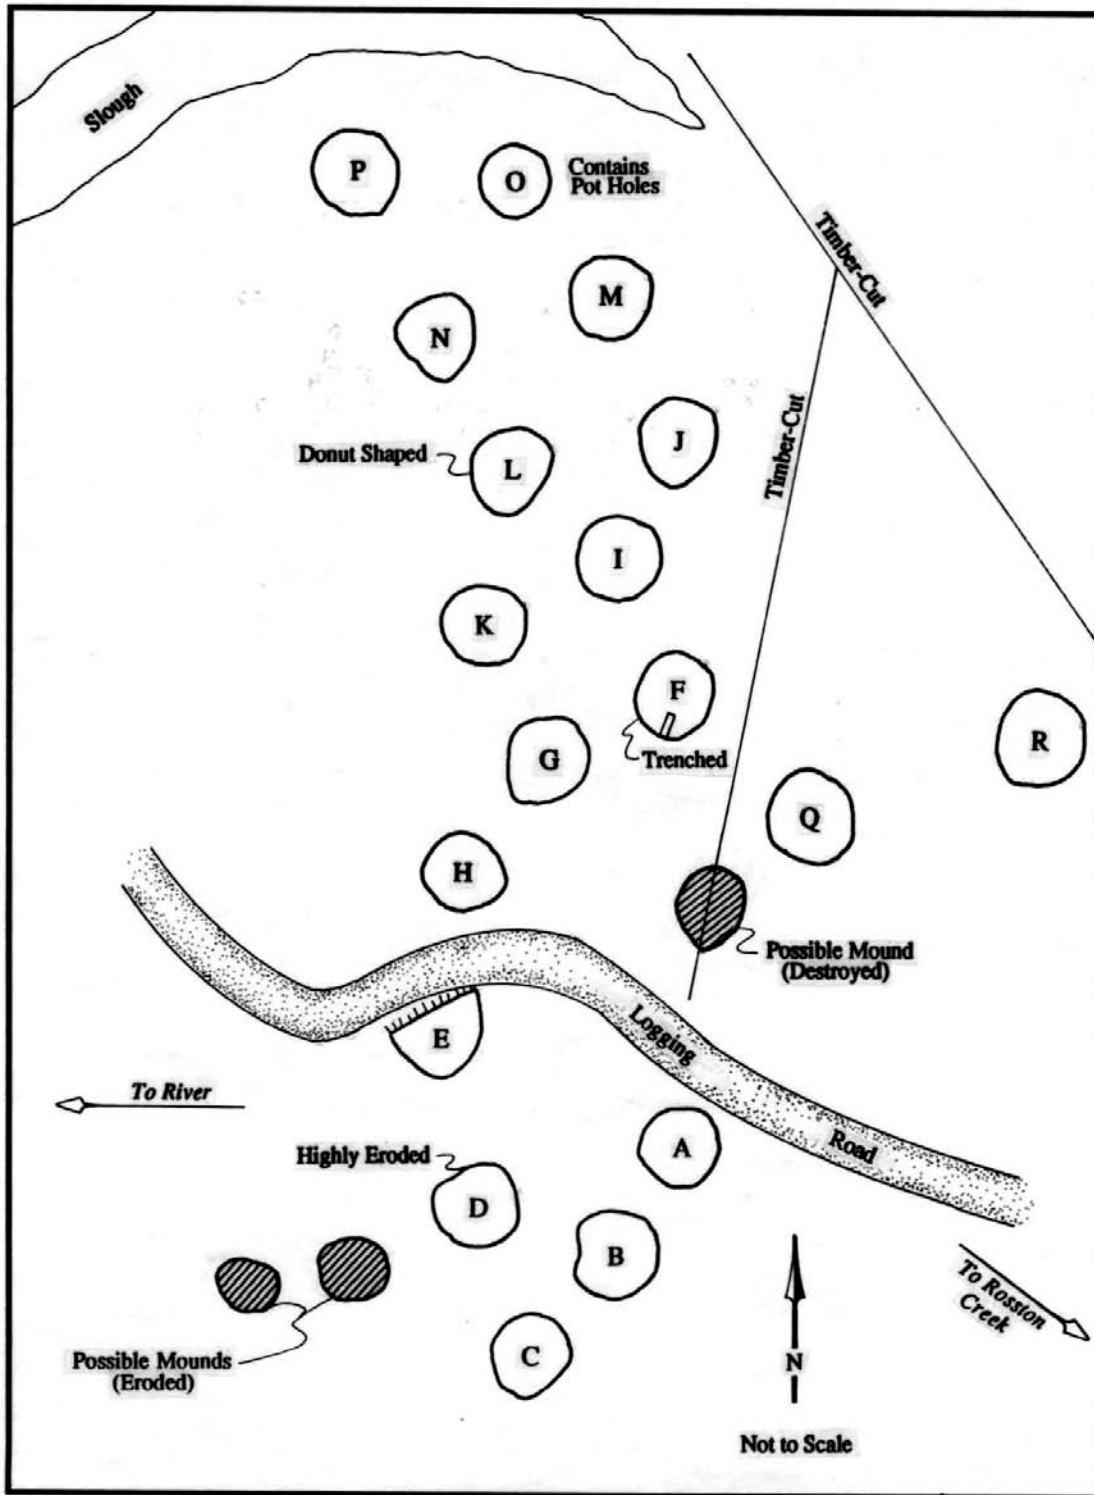 Slough
P
O
Contains
Pot Holes
Timber-Cut
M
N
Timber-Cut
J
Donut Shaped
L
I
K
F
R
G
Trenched
Q
H
Possible Mound
(Destroyed)
E
Logging
Road
To River
A
Highly Eroded
D
B
To Rosston
Creek
Possible Mounds
(Eroded)
C
N
Not to Scale